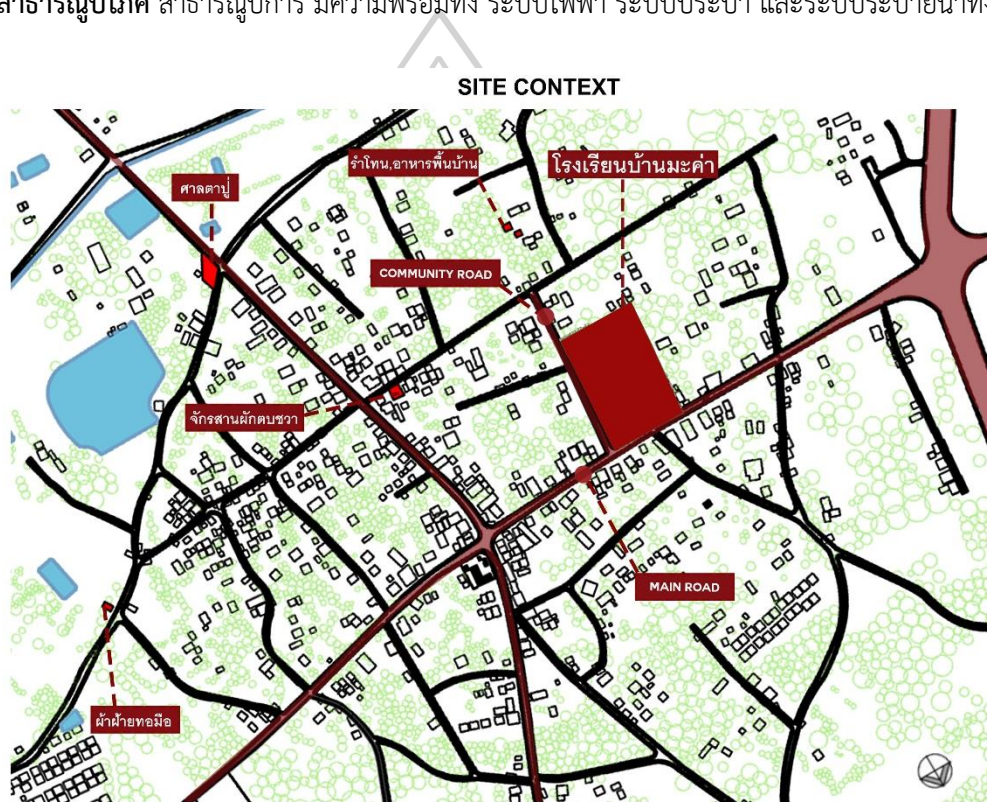 สาธารณูปโภค สาธารณูปการ มีความพร้อมทั้ง ระบบไฟฟ้า ระบบประปา และระบบระบายน้ำทิ้ง
SITE CONTEXT
รำโทน,อาหารพื้นบ้าน
โรงเรียนบ้านมะค่า
ศาลตาปู่
COMMUNITY ROAD
จักรสานผักตบชวา
MAIN ROAD
ผ้าฝ้ายทอมือ